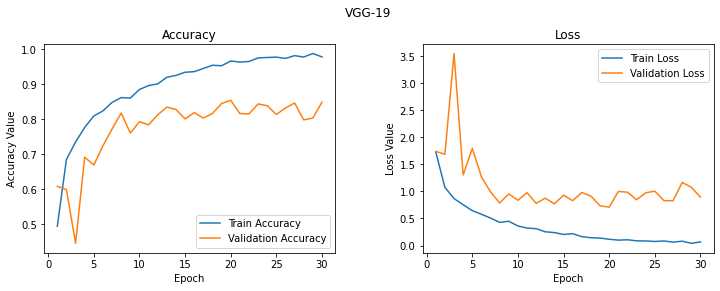 VGG-19
Accuracy
Accuracy Value
1.0
0.9
0.8
0.7
0.6
0.5
0
5
10
15
20
25
30
Epoch
Train Accuracy
Validation Accuracy
Loss
Loss Value
3.5
3.0
2.5
2.0
1.5
1.0
0.5
0.0
0
5
10
15
20
25
30
Epoch
Train Loss
Validation Loss